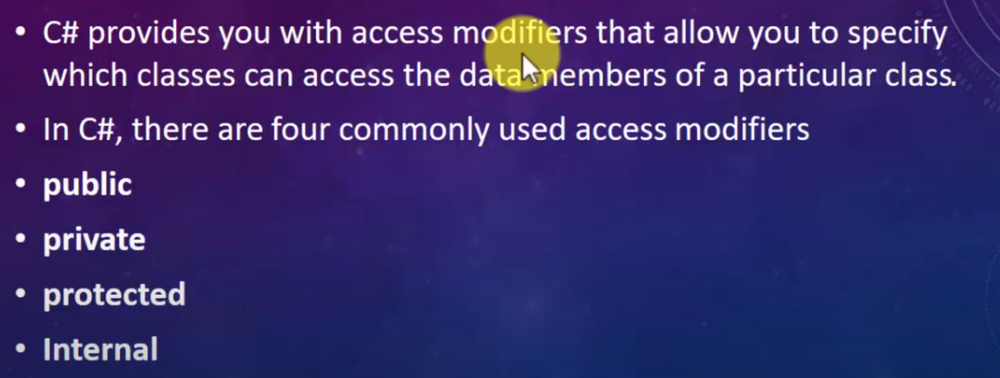 • C# provides you with access modifiers that allow you to specify
which classes can access the data members of a particular class.
• In C#, there are four commonly used access modifiers
• public
• private
• protected
• Internal